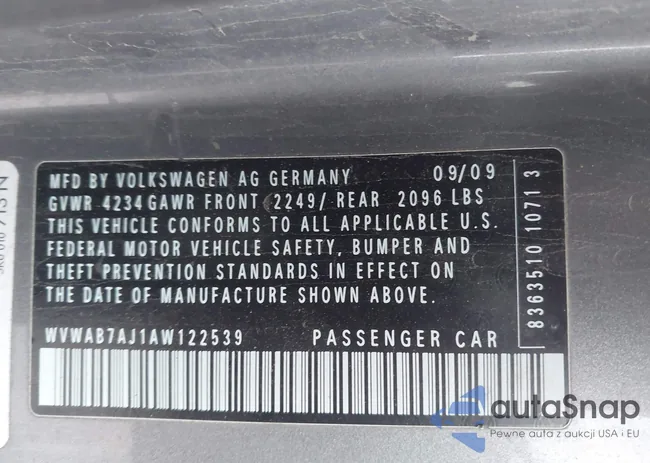 MFD BY VOLKSWAGEN AG GERMANY 09/09
GVWR 4234 GAWR FRONT 2249/ REAR 2096 LBS
THIS VEHICLE CONFORMS TO ALL APPLICABLE U.S.
FEDERAL MOTOR VEHICLE SAFETY, BUMPER AND
THEFT PREVENTION STANDARDS IN EFFECT ON
THE DATE OF MANUFACTURE SHOWN ABOVE.
WVWAB7AJ1AW122539 PASSENGER CAR
8363510 10713
713 N
autoSnap
Pewne auta z aukcji USA i EU